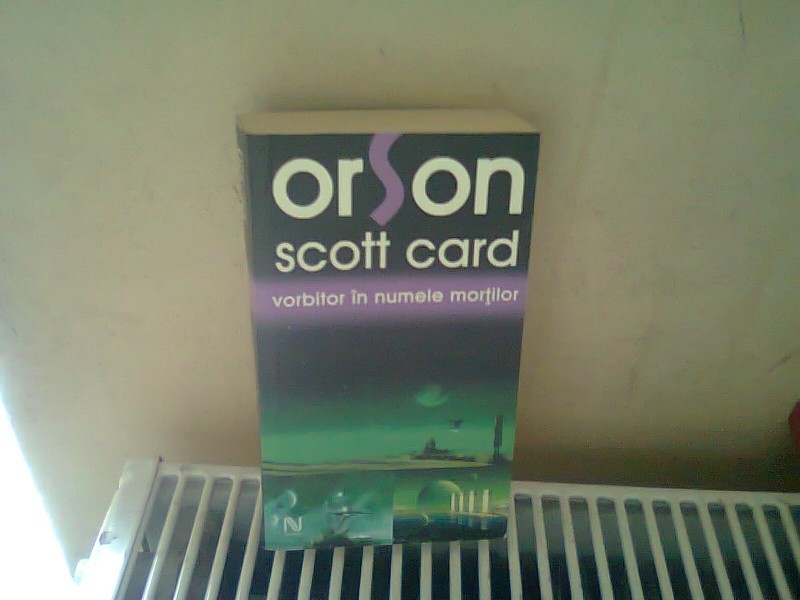 orson
scott card
vorbitor în numele morților
N